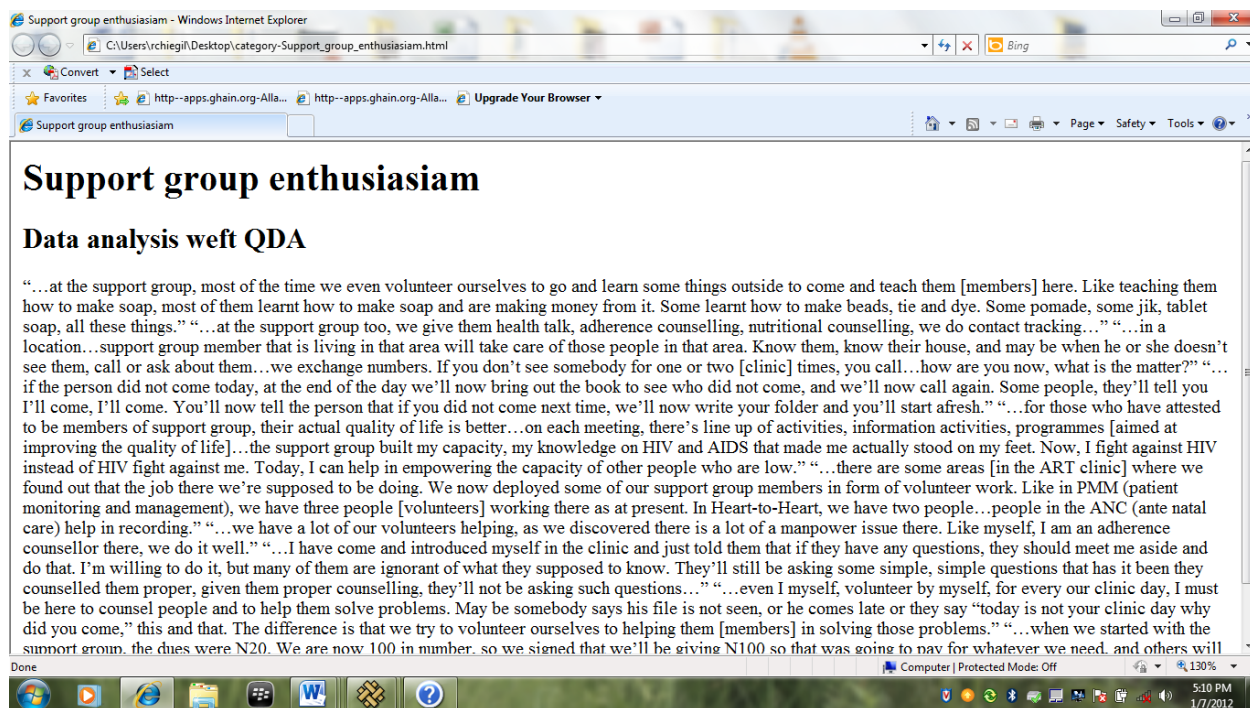 Support group enthusiasiam - Windows Internet Explorer
C:\Users\rchiegil\Desktop\category-Support_group_enthusiasiam.html
Bing
x Convert Select
Favorites http--apps.ghain.org-Alla... http--apps.ghain.org-Alla... Upgrade Your Browser
Support group enthusiasiam
Page Safety Tools
Support group enthusiasiam
Data analysis weft QDA
“…at the support group, most of the time we even volunteer ourselves to go and learn some things outside to come and teach them [members] here. Like teaching them
how to make soap, most of them learnt how to make soap and are making money from it. Some learnt how to make beads, tie and dye. Some pomade, some jik, tablet
soap, all these things.” “…at the support group too, we give them health talk, adherence counselling, nutritional counselling, we do contact tracking…” “…in a
location…support group member that is living in that area will take care of those people in that area. Know them, know their house, and may be when he or she doesn’t
see them, call or ask about them…we exchange numbers. If you don’t see somebody for one or two [clinic] times, you call…how are you now, what is the matter?” “…
if the person did not come today, at the end of the day we’ll now bring out the book to see who did not come, and we’ll now call again. Some people, they’ll tell you
I’ll come, I’ll come. You’ll now tell the person that if you did not come next time, we’ll now write your folder and you’ll start afresh.” “…for those who have attested
to be members of support group, their actual quality of life is better…on each meeting, there’s line up of activities, information activities, programmes [aimed at
improving the quality of life]…the support group built my capacity, my knowledge on HIV and AIDS that made me actually stood on my feet. Now, I fight against HIV
instead of HIV fight against me. Today, I can help in empowering the capacity of other people who are low.” “…there are some areas [in the ART clinic] where we
found out that the job there we’re supposed to be doing. We now deployed some of our support group members in form of volunteer work. Like in PMM (patient
monitoring and management), we have three people [volunteers] working there as at present. In Heart-to-Heart, we have two people…people in the ANC (ante natal
care) help in recording.” “…we have a lot of our volunteers helping, as we discovered there is a lot of a manpower issue there. Like myself, I am an adherence
counsellor there, we do it well.” “…I have come and introduced myself in the clinic and just told them that if they have any questions, they should meet me aside and
do that. I’m willing to do it, but many of them are ignorant of what they supposed to know. They’ll still be asking some simple, simple questions that has it been they
counselled them proper, given them proper counselling, they’ll not be asking such questions…” “…even I myself, volunteer by myself, for every our clinic day, I must
be here to counsel people and to help them solve problems. May be somebody says his file is not seen, or he comes late or they say “today is not your clinic day why
did you come,” this and that. The difference is that we try to volunteer ourselves to helping them [members] in solving those problems.” “…when we started with the
support group, the dues were N20. We are now 100 in number, so we signed that we’ll be giving N100 so that was going to pay for whatever we need, and others will
Done Computer | Protected Mode: Off 130%
5:10 PM
1/7/2012